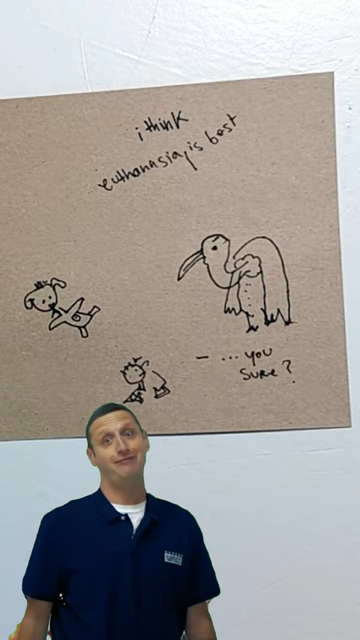 i think
euthanasia, is best
– ...you
sure?